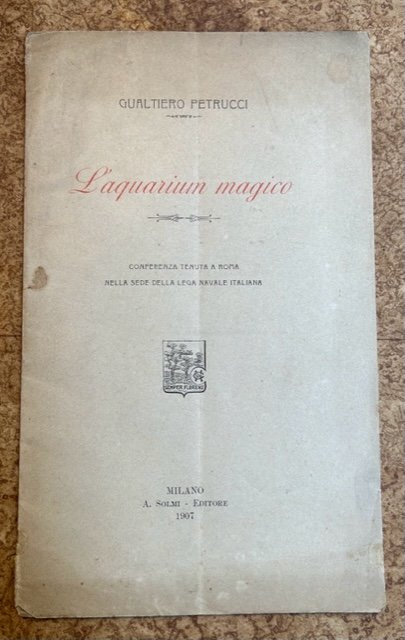 GUALTIERO PETRUCCI
L'aquarium magico
CONFERENZA TENUTA A ROMA
NELLA SEDE DELLA LEGA NAVALE ITALIANA
SEMPER FLORENS
MILANO
A. SOLMI - EDITORE
1907